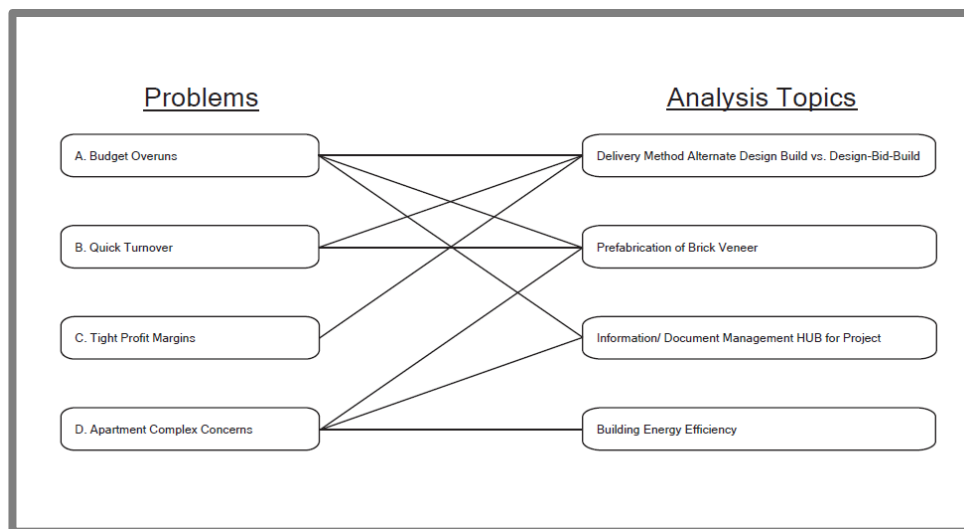 Problems
Analysis Topics
A. Budget Overuns
Delivery Method Alternate Design Build vs. Design-Bid-Build
B. Quick Turnover
Prefabrication of Brick Veneer
C. Tight Profit Margins
Information/ Document Management HUB for Project
D. Apartment Complex Concerns
Building Energy Efficiency